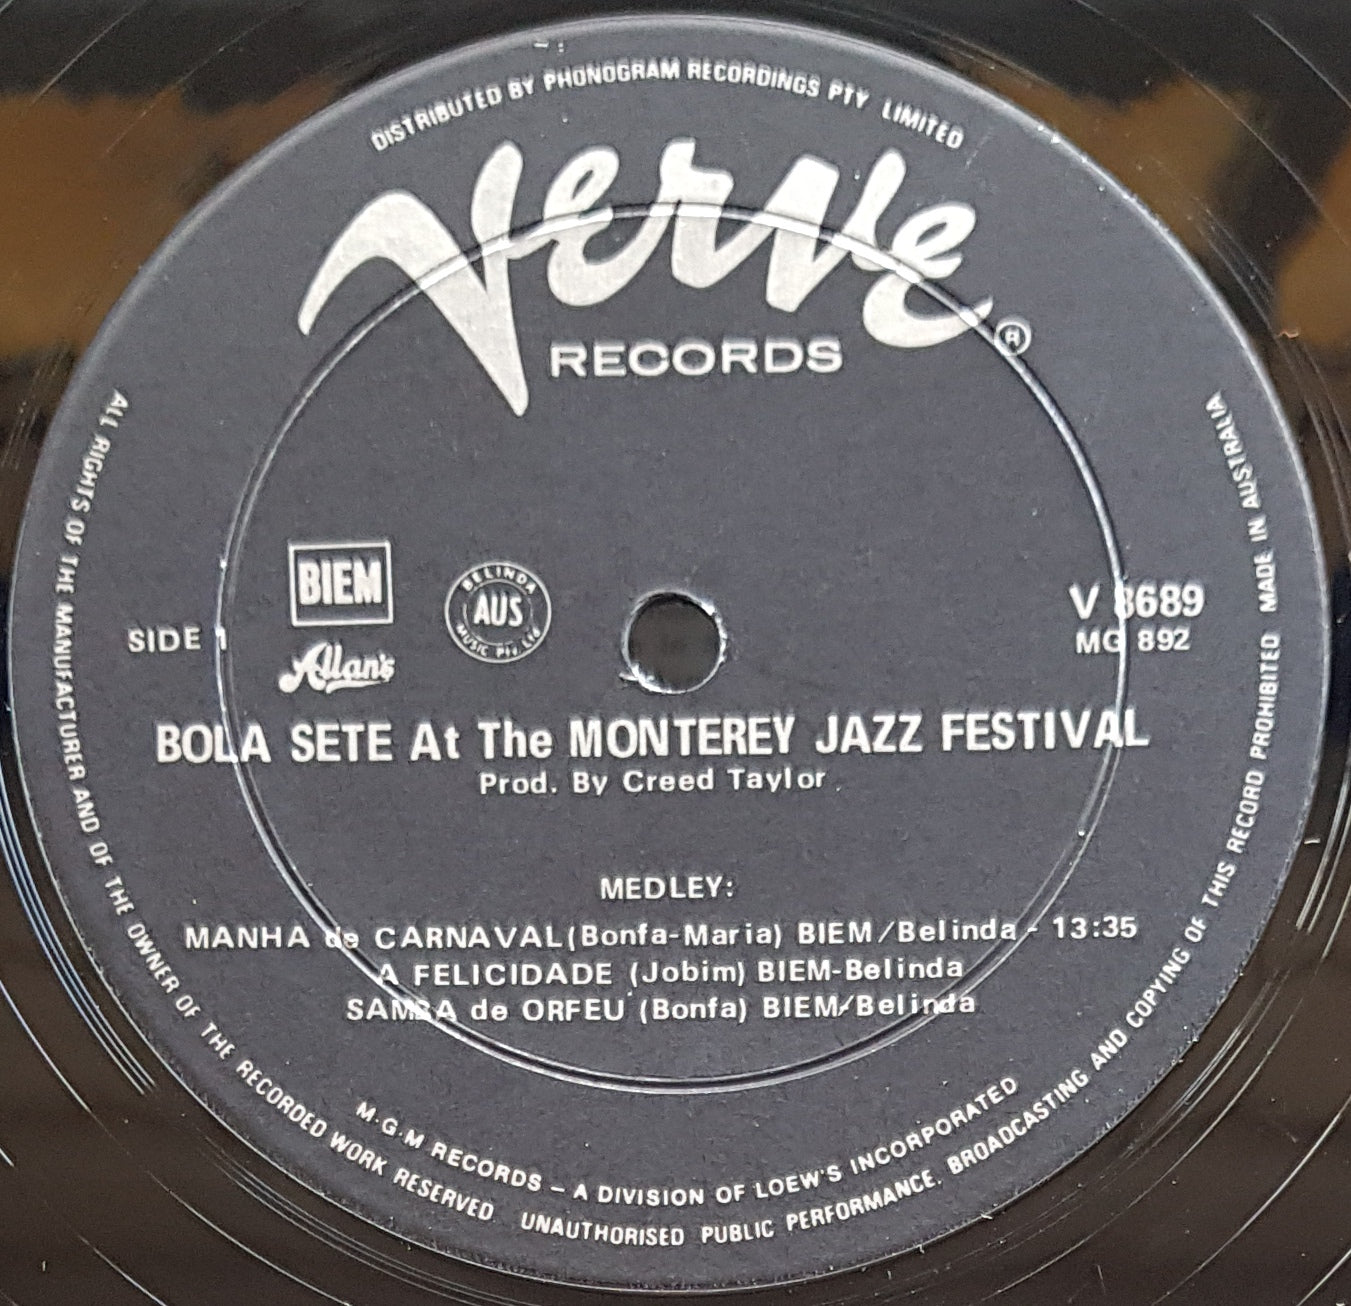 DISTRIBUTED BY PHONOGRAM RECORDINGS PTY LIMITED
Verve
RECORDS
®
BIEM
BELINDA
AUS
MUSIC Pty. Ltd
SIDE 1
Allan's
V 8689
MG 892
BOLA SETE At The MONTEREY JAZZ FESTIVAL
Prod. By Creed Taylor.
MEDLEY:
MANHA de CARNAVAL (Bonfa-Maria) BIEM/Belinda - 13:35
A FELICIDADE (Jobim) BIEM-Belinda
SAMBA de ORFEU (Bonfa) BIEM/Belinda
M·G·M RECORDS – A DIVISION OF LOEW'S INCORPORATED
ALL RIGHTS OF THE MANUFACTURER AND OF THE OWNER OF THE RECORDED WORK RESERVED UNAUTHORISED PUBLIC PERFORMANCE. BROADCASTING AND COPYING OF THIS RECORD PROHIBITED MADE IN AUSTRALIA